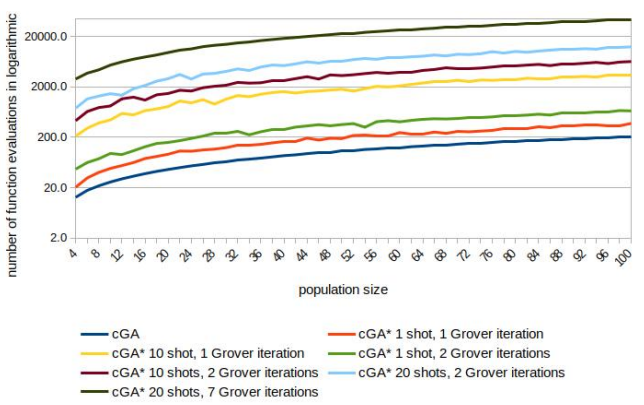 number of function evaluations in logarithmic
20000.0
2000.0
200.0
20.0
2.0
4 8 12 16 20 24 28 32 36 40 44 48 52 56 60 64 68 72 76 80 84 88 92 96 100
population size
cGA
cGA* 1 shot, 1 Grover iteration
cGA* 10 shot, 1 Grover iteration
cGA* 1 shot, 2 Grover iterations
cGA* 10 shots, 2 Grover iterations
cGA* 20 shots, 2 Grover iterations
cGA* 20 shots, 7 Grover iterations